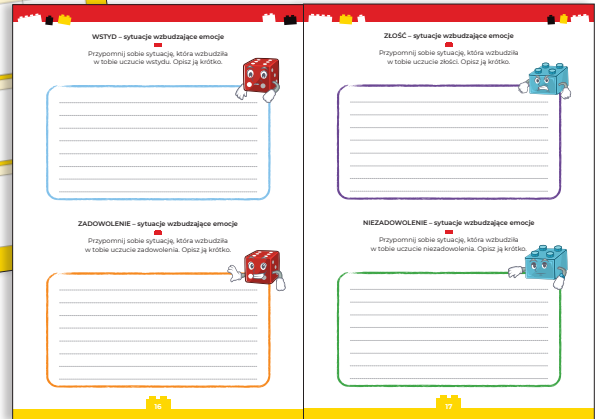 WSTYD – sytuacje wzbudzające emocje
Przypomnij sobie sytuację, która wzbudziła
w tobie uczucie wstydu. Opisz ją krótko.
ZADOWOLENIE – sytuacje wzbudzające emocje
Przypomnij sobie sytuację, która wzbudziła
w tobie uczucie zadowolenia. Opisz ją krótko.
16
ZŁOŚĆ – sytuacje wzbudzające emocje
Przypomnij sobie sytuację, która wzbudziła
w tobie uczucie złości. Opisz ją krótko.
NIEZADOWOLENIE – sytuacje wzbudzające emocje
Przypomnij sobie sytuację, która wzbudziła
w tobie uczucie niezadowolenia. Opisz ją krótko.
17